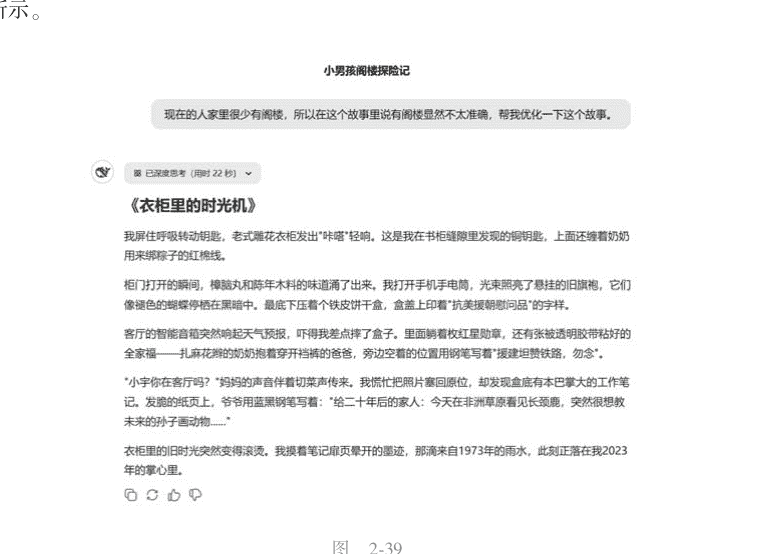 所示。
小男孩阁楼探险记
现在的人家里很少有阁楼，所以在这个故事里说有阁楼显然不太准确，帮我优化一下这个故事。
已深度思考（用时 22 秒）
《衣柜里的时光机》
我屏住呼吸转动钥匙，老式雕花衣柜发出"咔嗒"轻响。这是我在书柜缝隙里发现的铜钥匙，上面还缠着奶奶
用来绑粽子的红棉线。
柜门打开的瞬间，樟脑丸和陈年木料的味道涌了出来。我打开手机手电筒，光束照亮了悬挂的旧旗袍，它们
像褪色的蝴蝶停栖在黑暗中。最底下压着个铁皮饼干盒，盒盖上印着"抗美援朝慰问品"的字样。
客厅的智能音箱突然响起天气预报，吓得我差点摔了盒子。里面躺着枚红星勋章，还有张被透明胶带粘好的
全家福——扎麻花辫的奶奶抱着穿开裆裤的爸爸，旁边空着的位置用钢笔写着"援建坦赞铁路，勿念"。
"小宇你在客厅吗？"妈妈的声音伴着切菜声传来。我慌忙把照片塞回原位，却发现盒底有本巴掌大的工作笔
记。发脆的纸页上，爷爷用蓝黑钢笔写着："给二十年后的家人：今天在非洲草原看见长颈鹿，突然很想教
未来的孙子画动物……"
衣柜里的旧时光突然变得滚烫。我摸着笔记扉页晕开的墨迹，那滴来自1973年的雨水，此刻正落在我2023
年的掌心里。
图 2-39